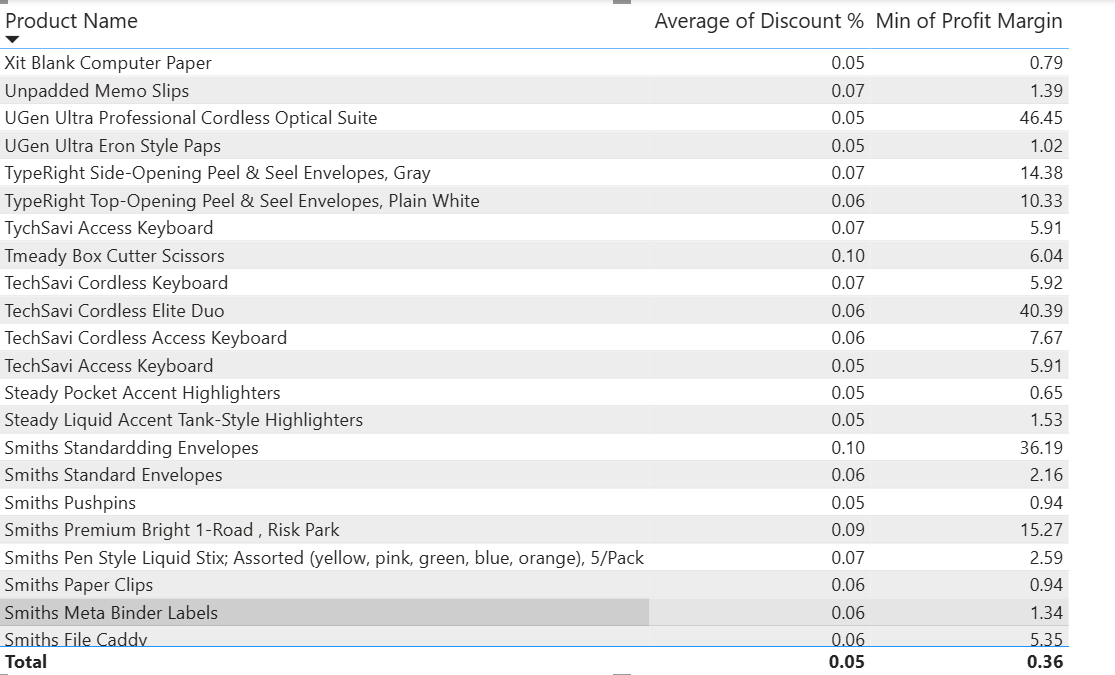 Product Name Average of Discount % Min of Profit Margin
Xit Blank Computer Paper 0.05 0.79
Unpadded Memo Slips 0.07 1.39
UGen Ultra Professional Cordless Optical Suite 0.05 46.45
UGen Ultra Eron Style Paps 0.05 1.02
TypeRight Side-Opening Peel & Seel Envelopes, Gray 0.07 14.38
TypeRight Top-Opening Peel & Seel Envelopes, Plain White 0.06 10.33
TychSavi Access Keyboard 0.07 5.91
Tmeady Box Cutter Scissors 0.10 6.04
TechSavi Cordless Keyboard 0.07 5.92
TechSavi Cordless Elite Duo 0.06 40.39
TechSavi Cordless Access Keyboard 0.06 7.67
TechSavi Access Keyboard 0.05 5.91
Steady Pocket Accent Highlighters 0.05 0.65
Steady Liquid Accent Tank-Style Highlighters 0.05 1.53
Smiths Standardding Envelopes 0.10 36.19
Smiths Standard Envelopes 0.06 2.16
Smiths Pushpins 0.05 0.94
Smiths Premium Bright 1-Road , Risk Park 0.09 15.27
Smiths Pen Style Liquid Stix; Assorted (yellow, pink, green, blue, orange), 5/Pack 0.07 2.59
Smiths Paper Clips 0.06 0.94
Smiths Meta Binder Labels 0.06 1.34
Smiths File Caddy 0.06 5.35
Total 0.05 0.36